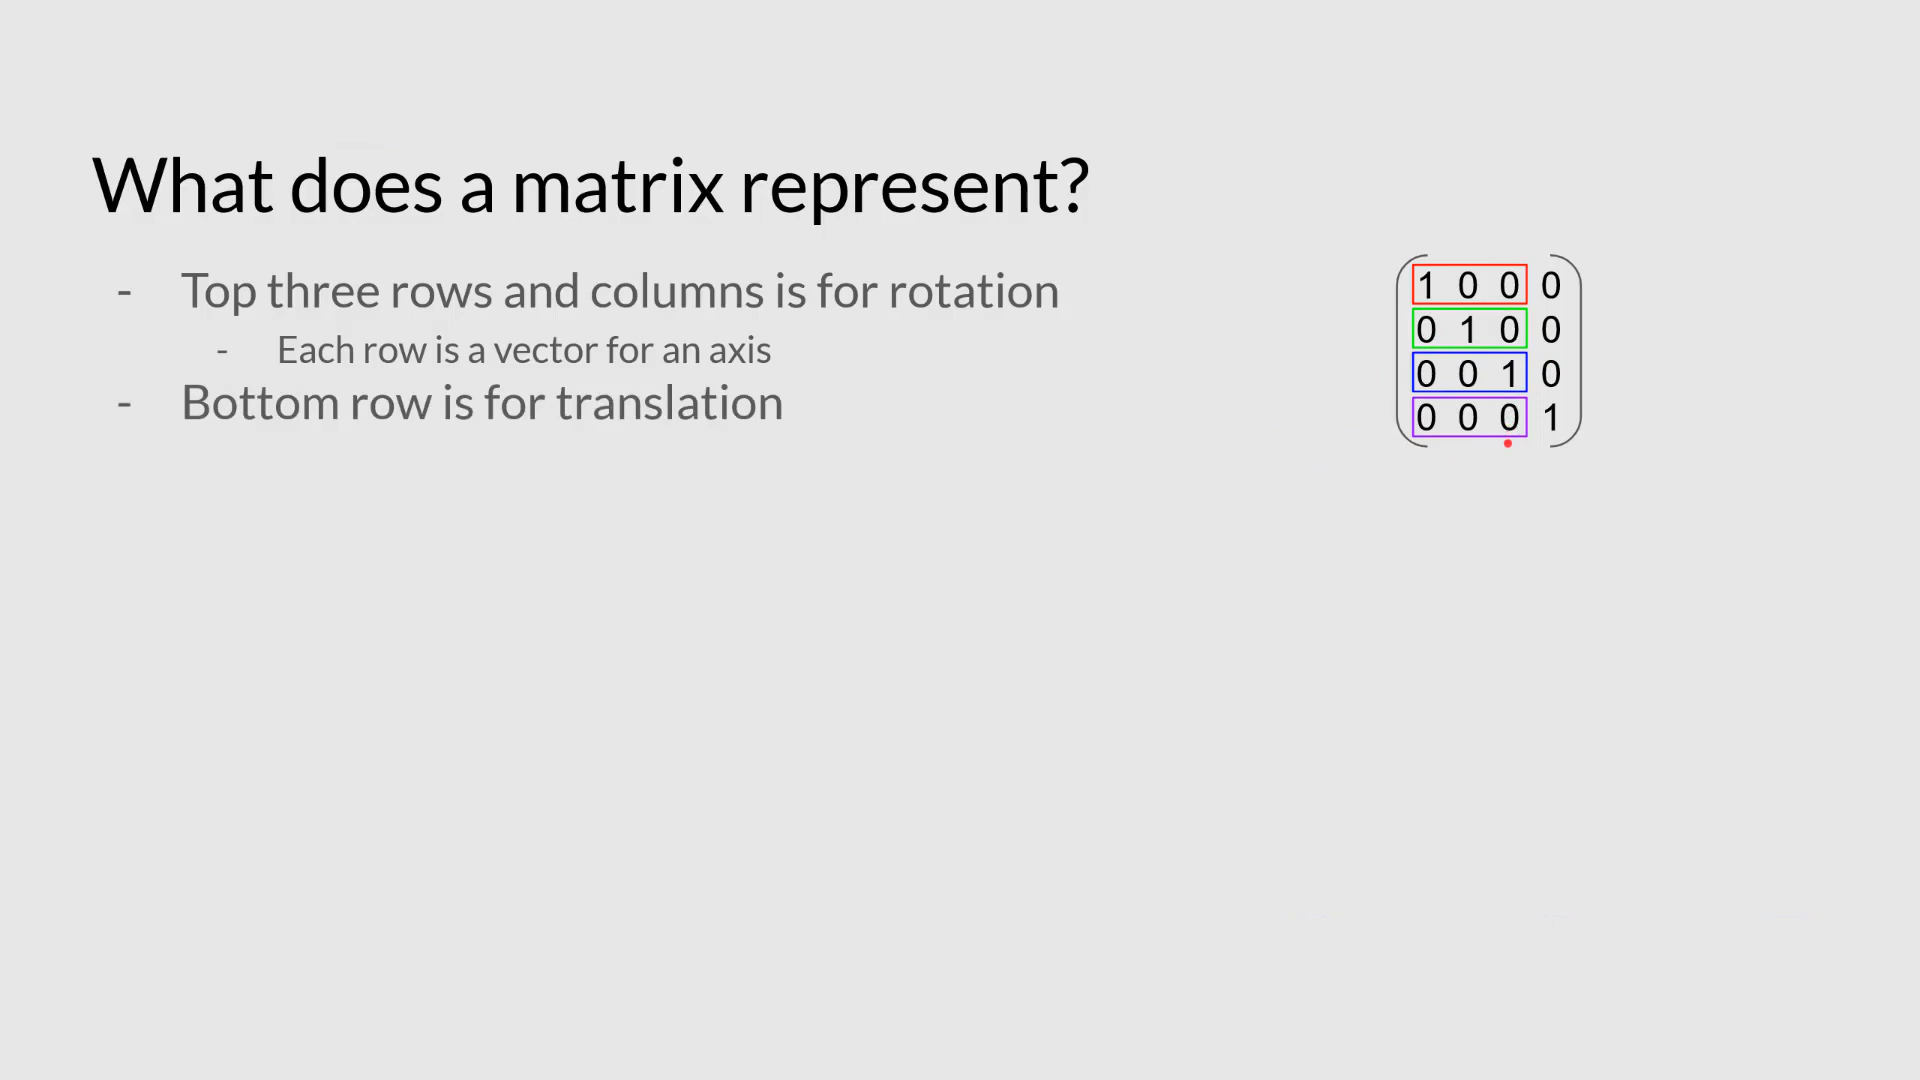 What does a matrix represent?
- Top three rows and columns is for rotation
- Each row is a vector for an axis
- Bottom row is for translation
1 0 0 0
0 1 0 0
0 0 1 0
0 0 0 1